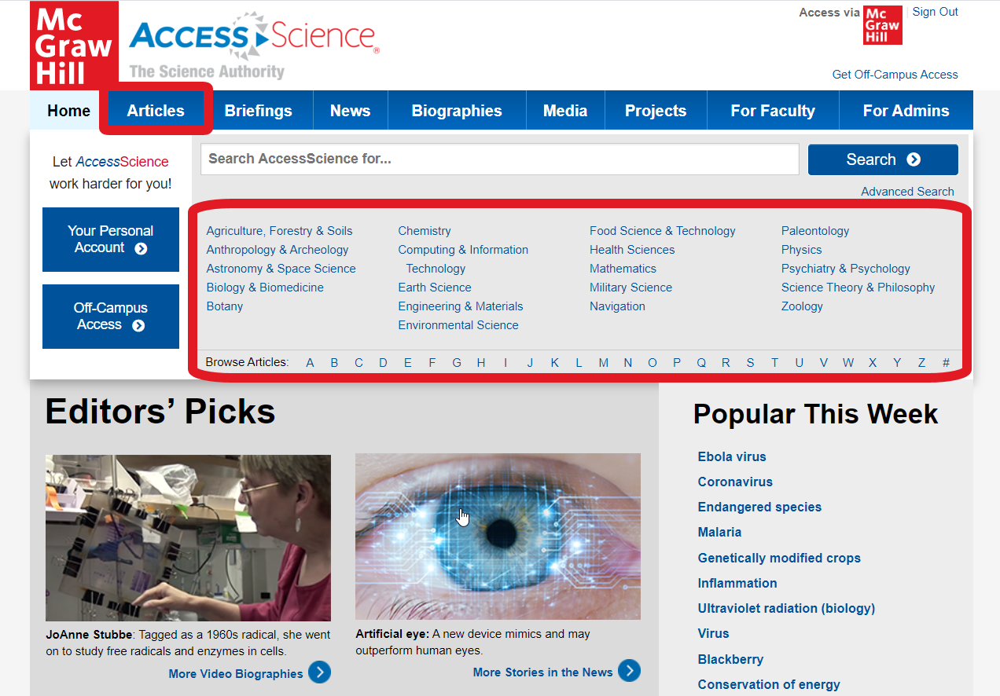 Mc
Graw
Hill
ACCESS Science®
The Science Authority
Access via
Mc
Graw
Hill
Sign Out
Get Off-Campus Access
Home Articles Briefings News Biographies Media Projects For Faculty For Admins
Let AccessScience
work harder for you!
Your Personal
Account
Off-Campus
Access
Search AccessScience for...
Search
Advanced Search
Agriculture, Forestry & Soils
Anthropology & Archeology
Astronomy & Space Science
Biology & Biomedicine
Botany
Chemistry
Computing & Information
Technology
Earth Science
Engineering & Materials
Environmental Science
Food Science & Technology
Health Sciences
Mathematics
Military Science
Navigation
Paleontology
Physics
Psychiatry & Psychology
Science Theory & Philosophy
Zoology
Browse Articles: A B C D E F G H I J K L M N O P Q R S T U V W X Y Z #
Editors’ Picks
JoAnne Stubbe: Tagged as a 1960s radical, she went
on to study free radicals and enzymes in cells.
More Video Biographies
Artificial eye: A new device mimics and may
outperform human eyes.
More Stories in the News
Popular This Week
Ebola virus
Coronavirus
Endangered species
Malaria
Genetically modified crops
Inflammation
Ultraviolet radiation (biology)
Virus
Blackberry
Conservation of energy